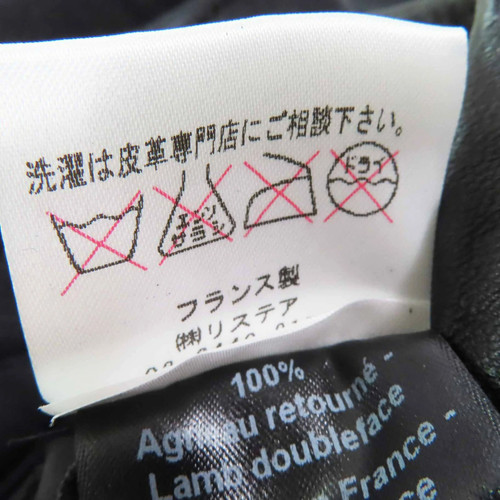 洗濯は皮革専門店にご相談下さい。
エンソ
サラシ
ドライ
フランス製
㈱リステア
100%
Agneau retourné -
Lamp doubleface
France -